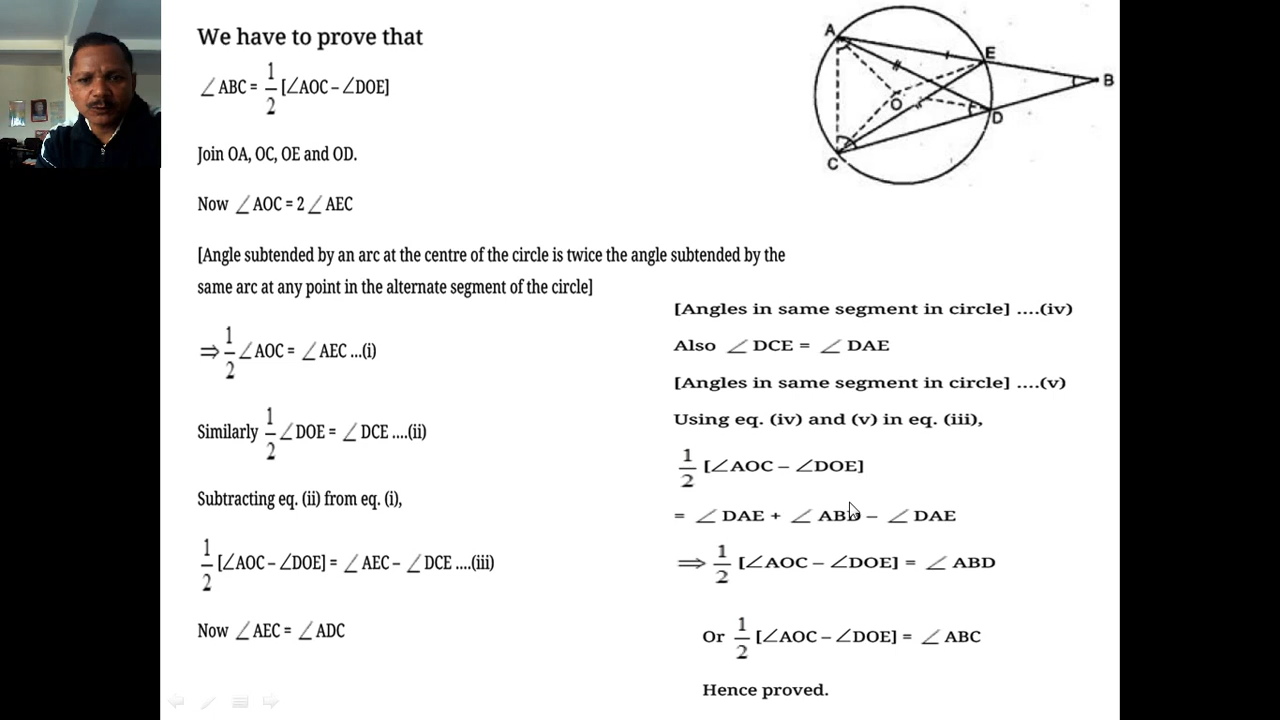 We have to prove that
∠ABC = 1/2 [∠AOC – ∠DOE]
Join OA, OC, OE and OD.
Now ∠AOC = 2∠AEC
[Angle subtended by an arc at the centre of the circle is twice the angle subtended by the
same arc at any point in the alternate segment of the circle]
⇒ 1/2 ∠AOC = ∠AEC ...(i)
Similarly 1/2 ∠DOE = ∠DCE ....(ii)
Subtracting eq. (ii) from eq. (i),
1/2 [∠AOC – ∠DOE] = ∠AEC – ∠DCE ....(iii)
Now ∠AEC = ∠ADC
A
E
B
O
D
C
[Angles in same segment in circle] ....(iv)
Also ∠DCE = ∠DAE
[Angles in same segment in circle] ....(v)
Using eq. (iv) and (v) in eq. (iii),
1/2 [∠AOC – ∠DOE]
= ∠DAE + ∠ABD – ∠DAE
⇒ 1/2 [∠AOC – ∠DOE] = ∠ABD
Or 1/2 [∠AOC – ∠DOE] = ∠ABC
Hence proved.